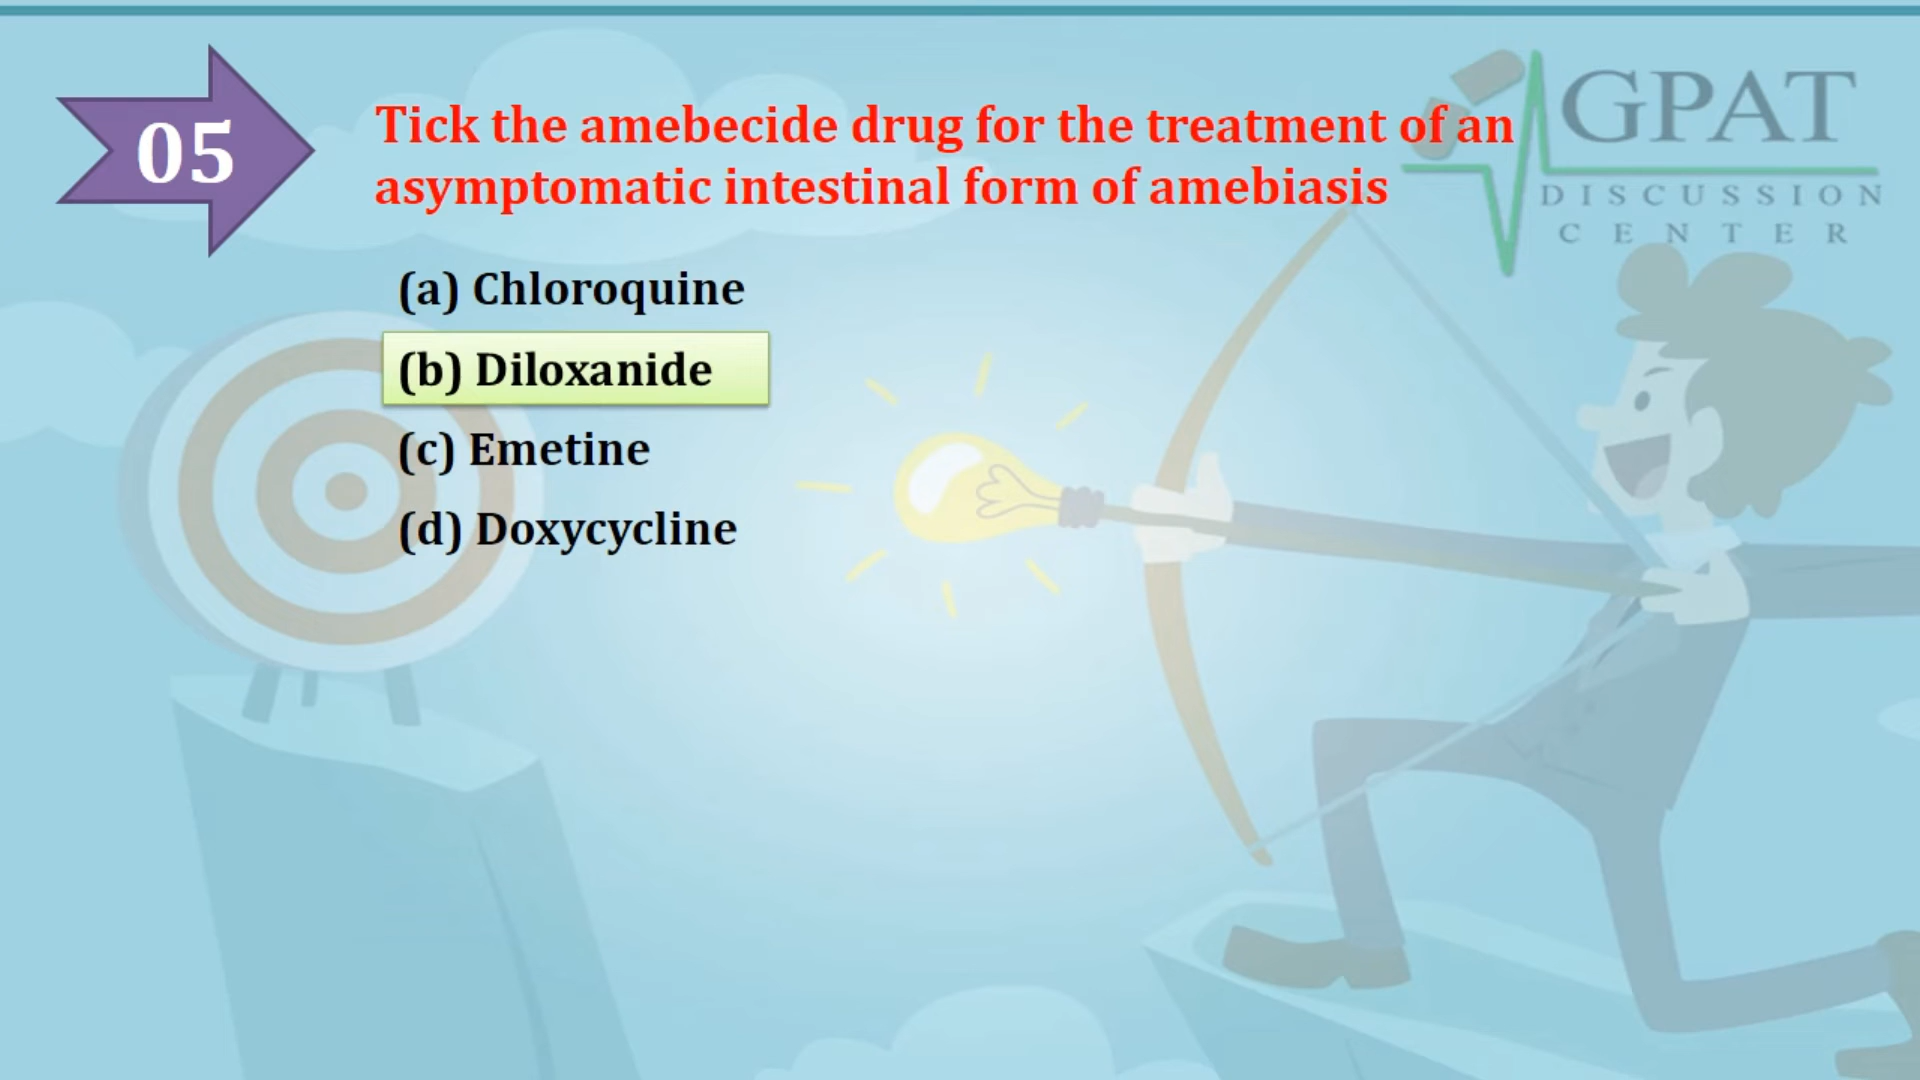 05
Tick the amebecide drug for the treatment of an
asymptomatic intestinal form of amebiasis
GPAT
DISCUSSION
CENTER
(a) Chloroquine
(b) Diloxanide
(c) Emetine
(d) Doxycycline